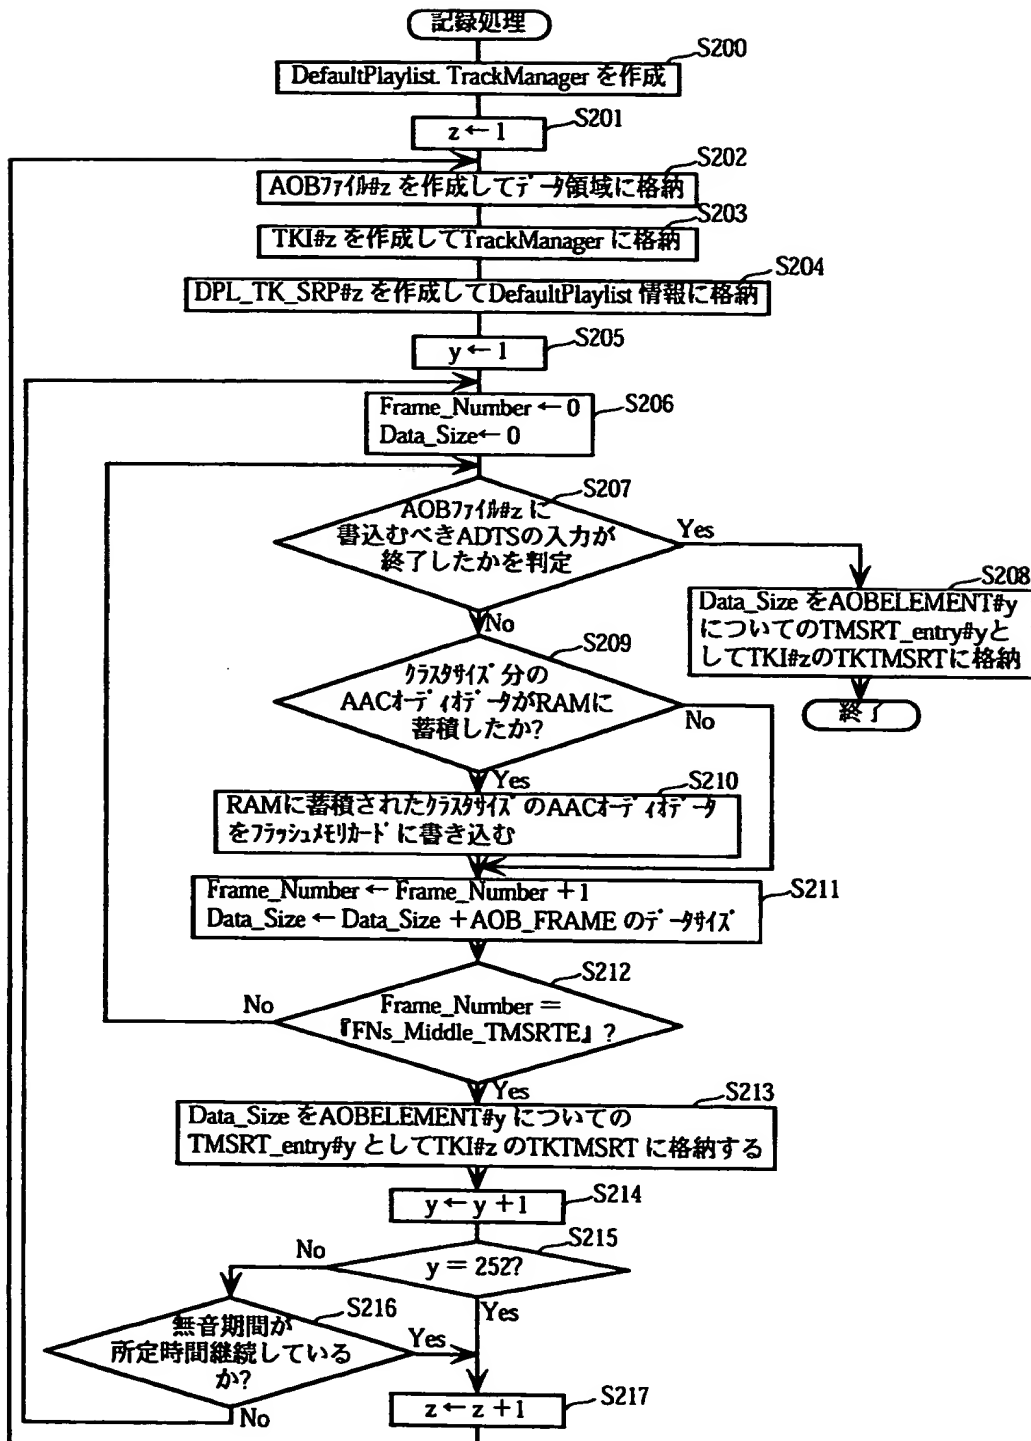 記録処理
S200
DefaultPlaylist. TrackManager を作成
S201
z ← 1
S202
AOBファイル#z を作成してデータ領域に格納
S203
TKI#z を作成してTrackManager に格納
S204
DPL_TK_SRP#z を作成してDefaultPlaylist 情報に格納
S205
y ← 1
S206
Frame_Number ← 0
Data_Size ← 0
S207
AOBファイル#z に
書込むべきADTSの入力が
終了したかを判定
Yes
No
S208
Data_Size をAOBELEMENT#y
についてのTMSRT_entry#yと
してTKI#zのTKTMSRTに格納
終了
S209
クラスタサイズ分の
AACオーディオデータがRAMに
蓄積したか?
No
Yes
S210
RAMに蓄積されたクラスタサイズのAACオーディオデータ
をフラッシュメモリカードに書き込む
S211
Frame_Number ← Frame_Number +1
Data_Size ← Data_Size +AOB_FRAME のデータサイズ
S212
No
Frame_Number =
『FNs_Middle_TMSRTE』?
Yes
S213
Data_Size をAOBELEMENT#y についての
TMSRT_entry#y としてTKI#z のTKTMSRT に格納する
S214
y ← y +1
S215
No
y = 252?
Yes
S216
無音期間が
所定時間継続している
か?
Yes
No
S217
z ← z +1